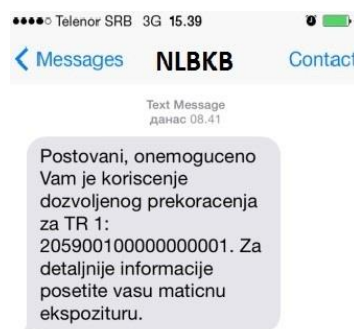 Telenor SRB 3G 15.39
Messages NLBKB Contact
Text Message
данас 08.41
Postovani, onemoguceno
Vam je koriscenje
dozvoljenog prekoracenja
za TR 1:
205900100000000001. Za
detaljnije informacije
posetite vasu maticnu
ekspozituru.